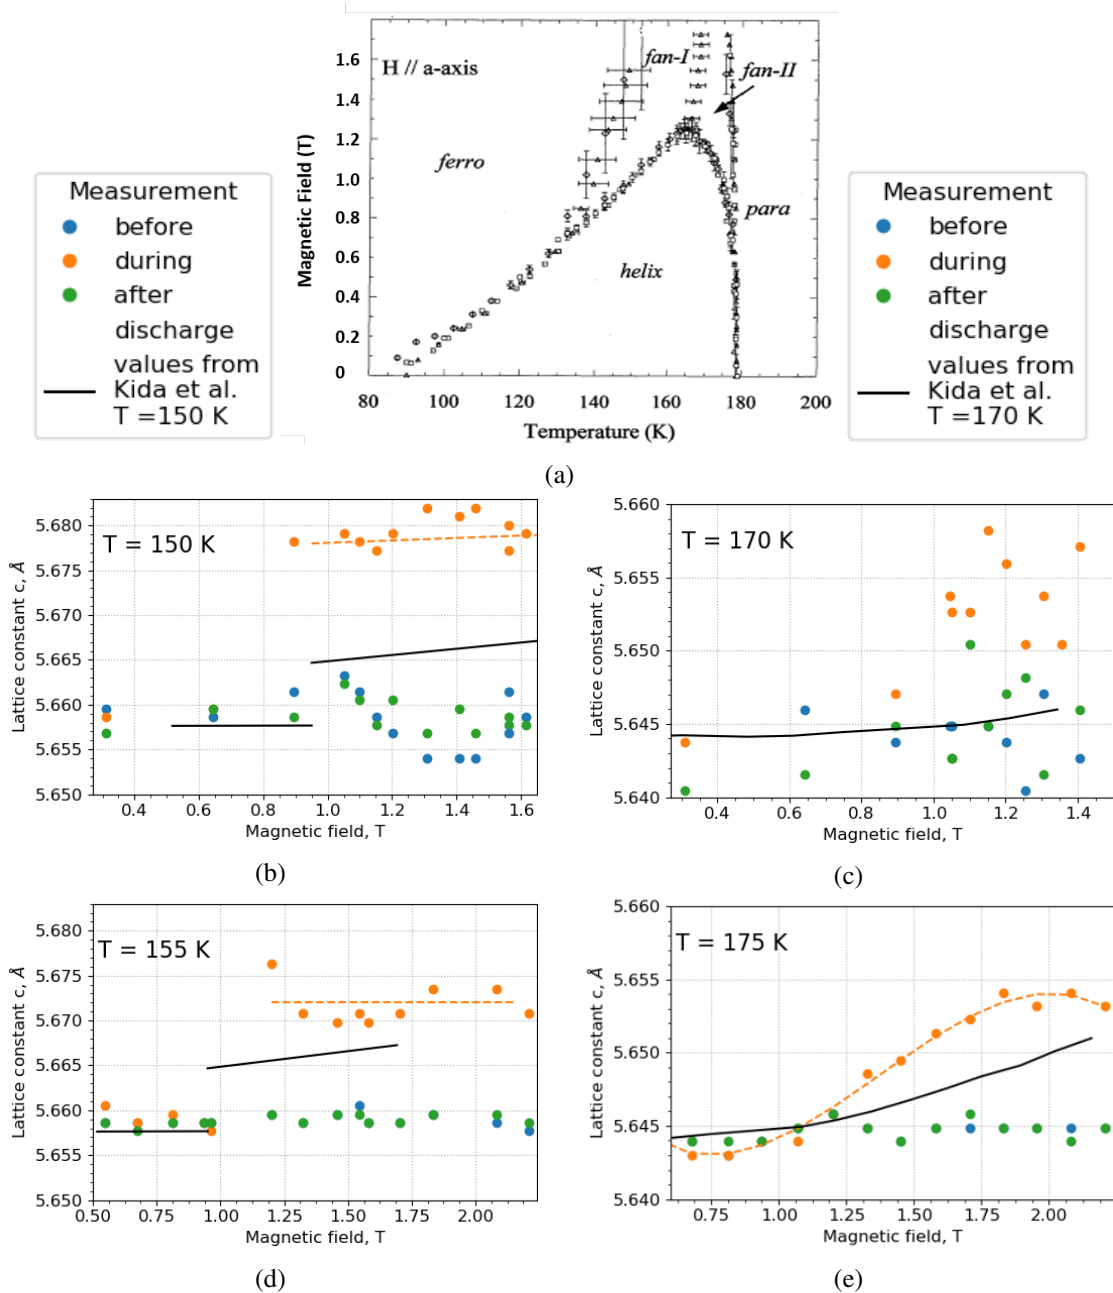 Measurement
before
during
after
discharge
values from
Kida et al.
T =150 K
H // a-axis
fan-I
fan-II
ferro
para
helix
Magnetic Field (T)
1.6
1.4
1.2
1.0
0.8
0.6
0.4
0.2
0
80 100 120 140 160 180 200
Temperature (K)
Measurement
before
during
after
discharge
values from
Kida et al.
T =170 K
(a)
T = 150 K
Lattice constant c, Å
5.680
5.675
5.670
5.665
5.660
5.655
5.650
0.4 0.6 0.8 1.0 1.2 1.4 1.6
Magnetic field, T
(b)
T = 170 K
Lattice constant c, Å
5.660
5.655
5.650
5.645
5.640
0.4 0.6 0.8 1.0 1.2 1.4
Magnetic field, T
(c)
T = 155 K
Lattice constant c, Å
5.680
5.675
5.670
5.665
5.660
5.655
5.650
0.50 0.75 1.00 1.25 1.50 1.75 2.00
Magnetic field, T
(d)
T = 175 K
Lattice constant c, Å
5.660
5.655
5.650
5.645
5.640
0.75 1.00 1.25 1.50 1.75 2.00
Magnetic field, T
(e)